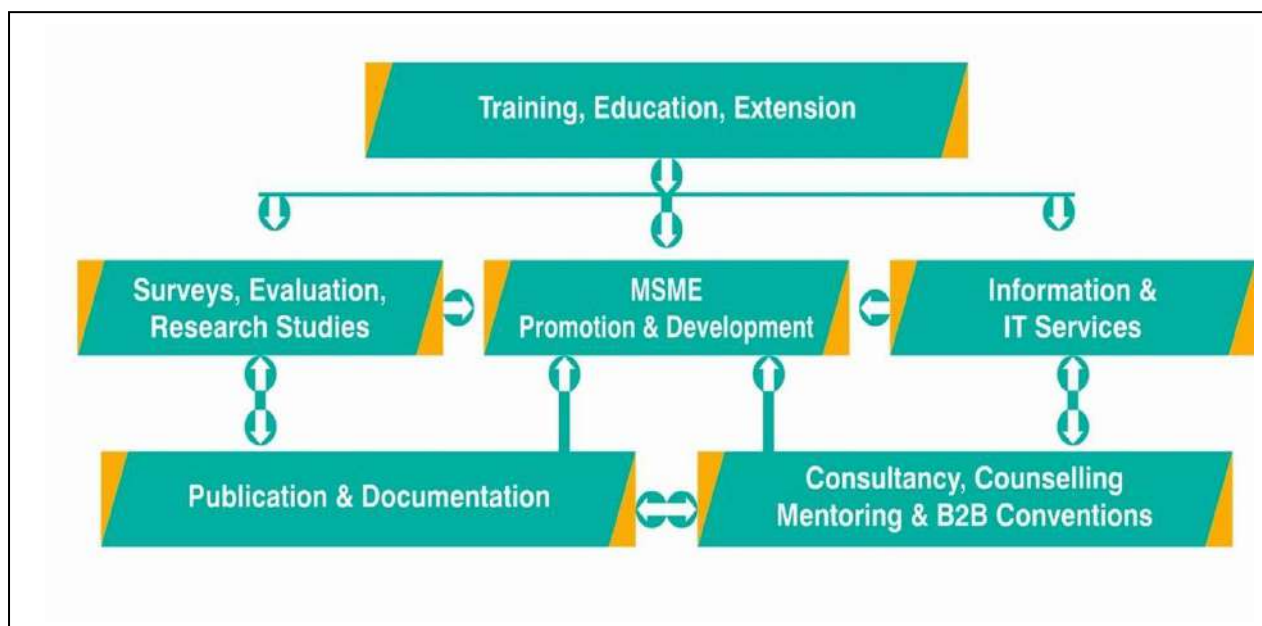 Training, Education, Extension
Surveys, Evaluation,
Research Studies
MSME
Promotion & Development
Information &
IT Services
Publication & Documentation
Consultancy, Counselling
Mentoring & B2B Conventions